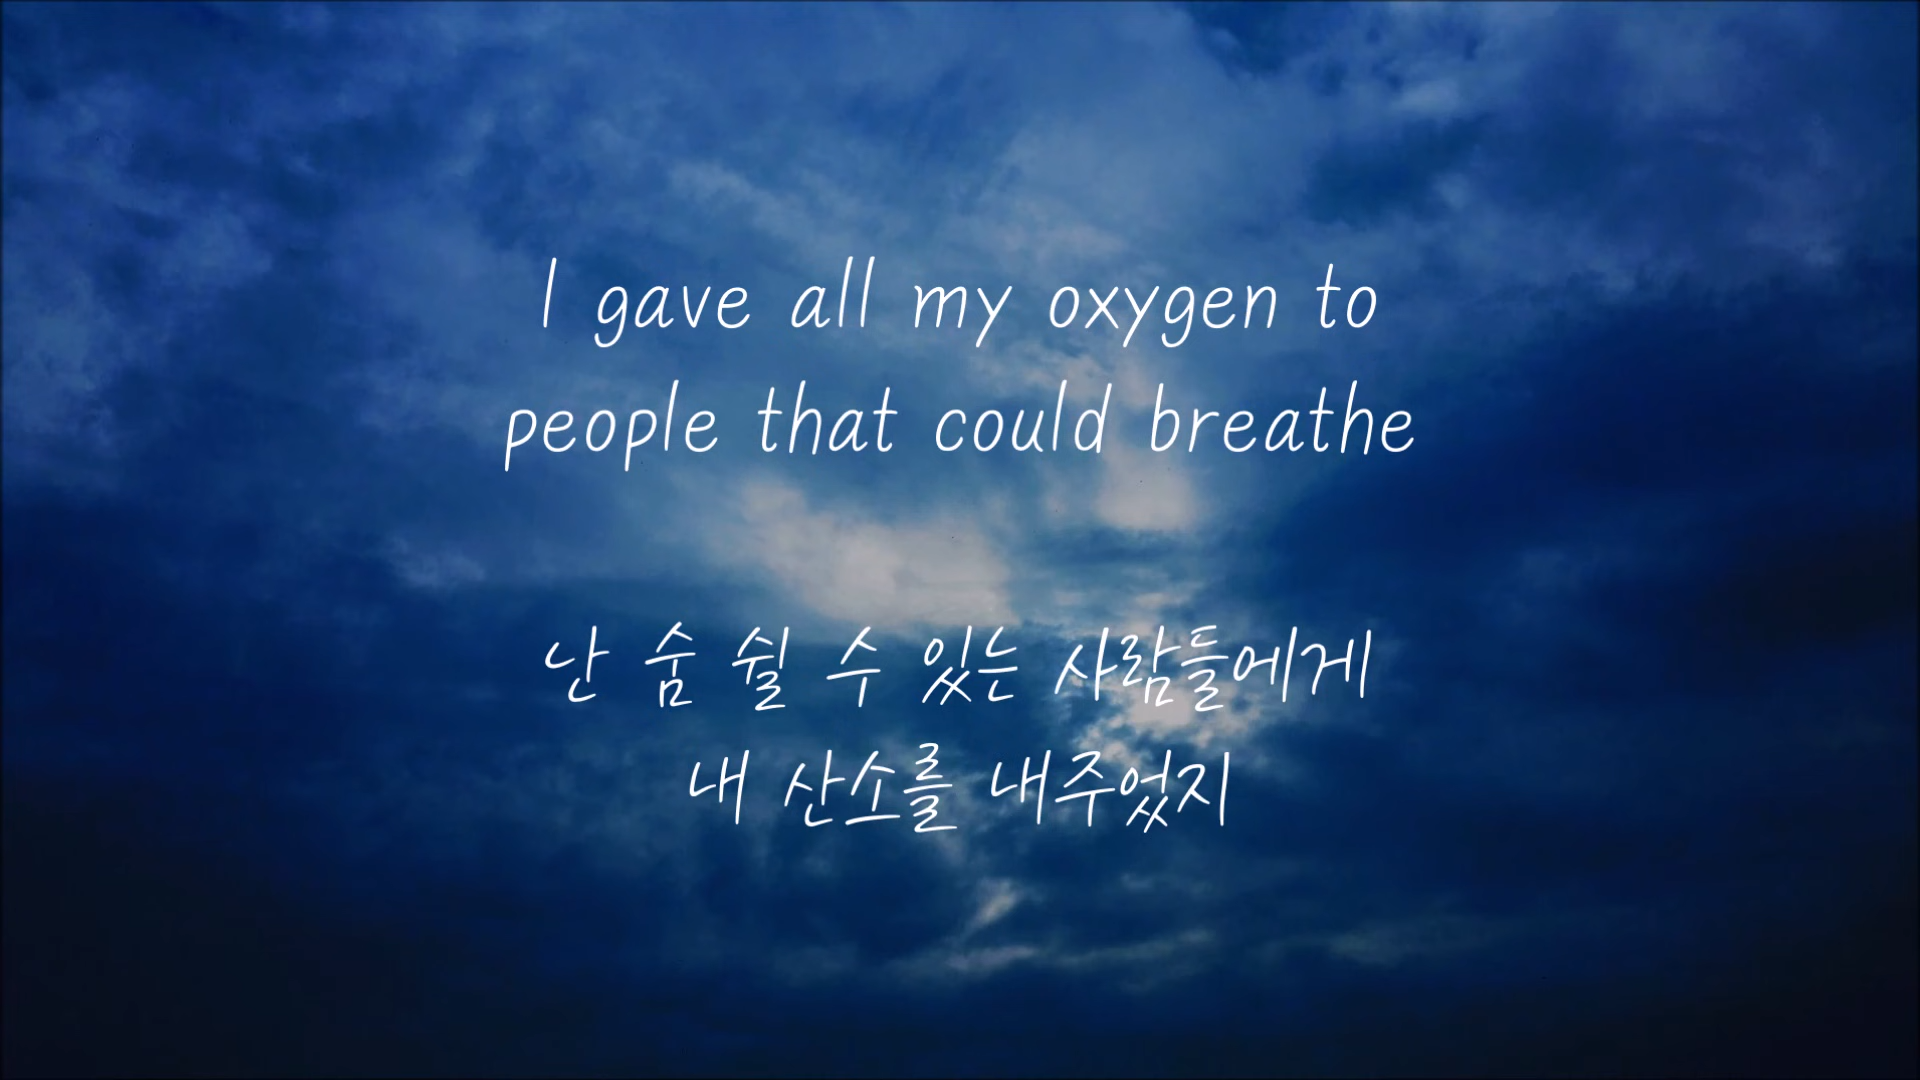 I gave all my oxygen to
people that could breathe
난 숨 쉴 수 있는 사람들에게
내 산소를 내주었지